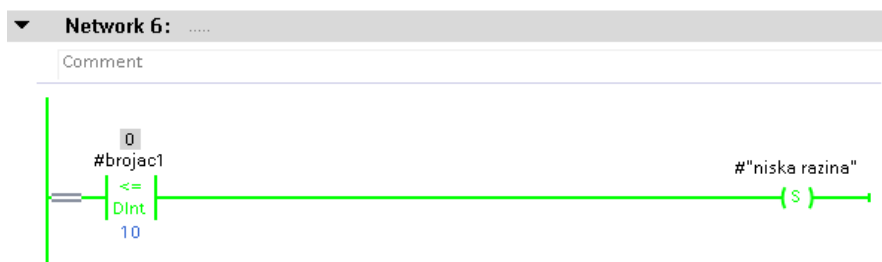 Network 6: .....
Comment
0
#brojac1
<=
DInt
10
#"niska razina"
( S )